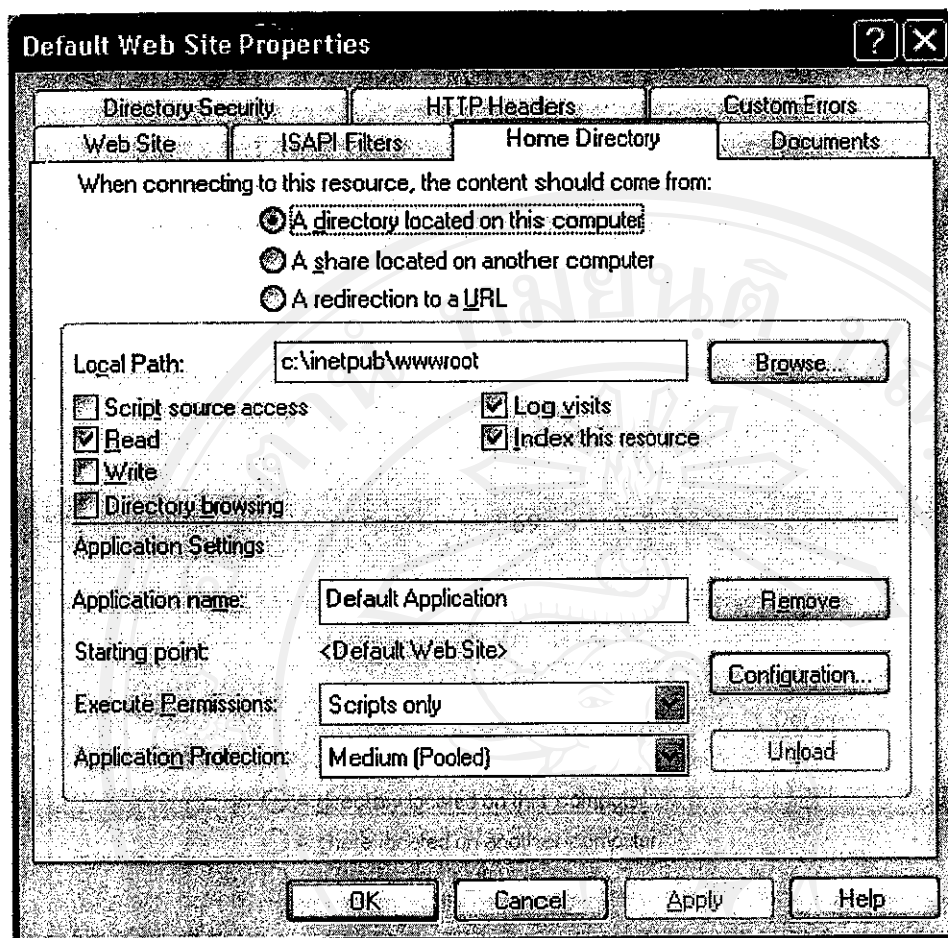 Default Web Site Properties
Directory Security HTTP Headers Custom Errors
Web Site ISAPI Filters Home Directory Documents
When connecting to this resource, the content should come from:
A directory located on this computer
A share located on another computer
A redirection to a URL
Local Path: c:\inetpub\wwwroot Browse...
Script source access Log visits
Read Index this resource
Write
Directory browsing
Application Settings
Application name: Default Application Remove
Starting point: <Default Web Site>
Configuration...
Execute Permissions: Scripts only
Application Protection: Medium (Pooled) Unload
OK Cancel Apply Help